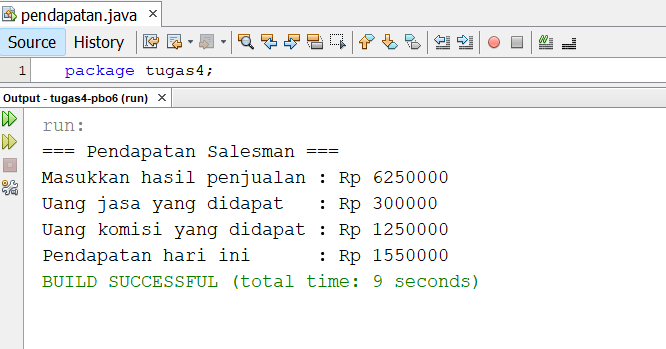 pendapatan.java ×
Source History
1 package tugas4;
Output - tugas4-pbo6 (run) ×
run:
=== Pendapatan Salesman ===
Masukkan hasil penjualan : Rp 6250000
Uang jasa yang didapat   : Rp 300000
Uang komisi yang didapat : Rp 1250000
Pendapatan hari ini      : Rp 1550000
BUILD SUCCESSFUL (total time: 9 seconds)